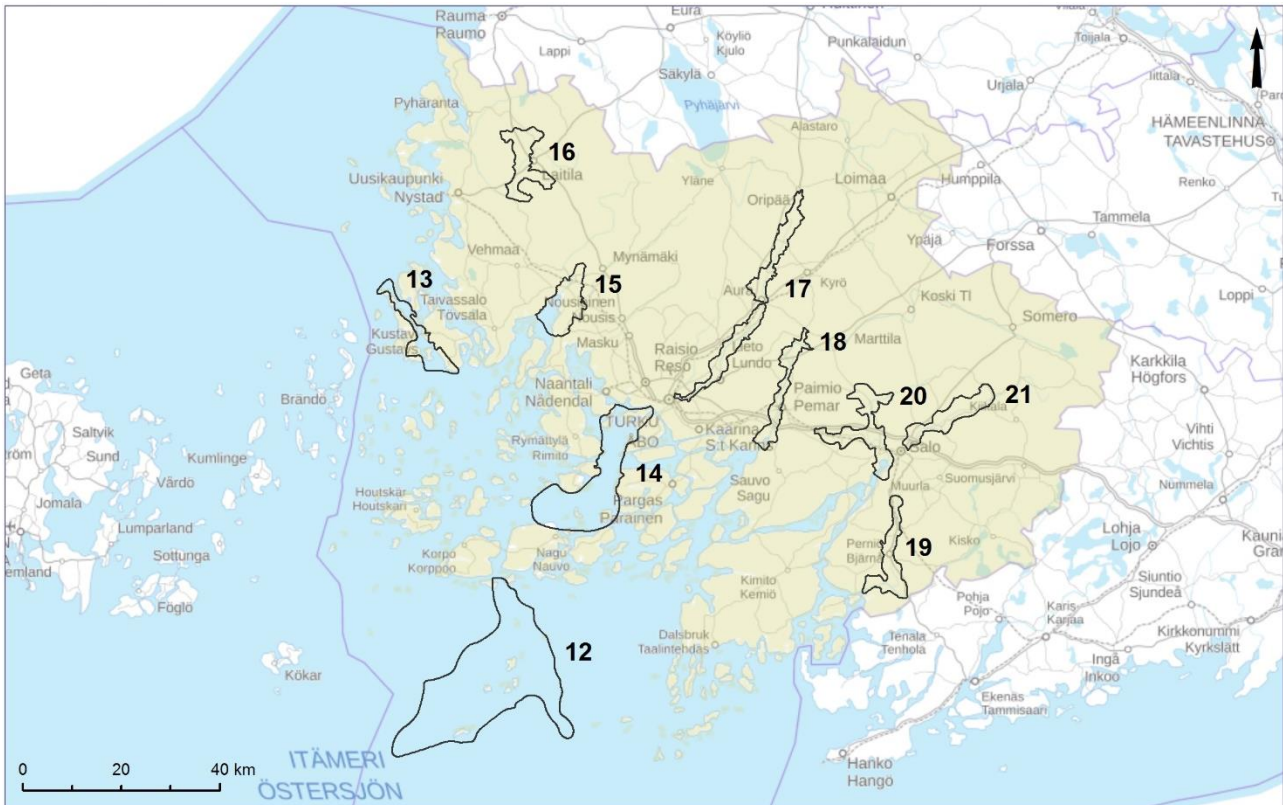 Rauma
Raumo
Eura
Lappi
Köyliö
Kjulo
Säkylä
Punkalaidun
Urjala
Toijala
Iittala
HÄMEENLINNA
TAVASTEHUS
Pyhäranta
Pyhäjärvi
Alastaro
16
Laitila
Uusikaupunki
Nystad
Yläne
Loimaa
Humppila
Renko
Oripää
Tammela
Forssa
Ypäjä
Vehmaa
Mynämäki
13
15
17
Taivassalo
Tövsala
Nousiainen
Nousis
Aura
Kyrö
Koski Tl
Loppi
Somero
Kustavi
Gustavs
Masku
18
Marttila
Raisio
Reso
Lieto
Lundo
Karkkila
Högfors
Geta
Brändö
Naantali
Nådendal
Paimio
Pemar
20
21
Kiikala
Saltvik
Sund
Kumlinge
Vårdö
TURKU
ÅBO
Kaarina
S:t Karins
Salo
Vihti
Vichtis
Rymättylä
Rimito
14
Jomala
Houtskär
Houtskari
Pargas
Parainen
Sauvo
Sagu
Muurla
Suomusjärvi
Nummela
Lumparland
Sottunga
Lohja
Lojo
Korpo
Korppoo
Nagu
Nauvo
Perniö
Bjärnå
19
Kisko
Föglö
Kimito
Kemiö
Siuntio
Sjundeå
Pohja
Pojo
Karis
Karjaa
12
Dalsbruk
Taalintehdas
Tenala
Tenhola
Kirkkonummi
Kyrkslätt
Kökar
Ingå
Inkoo
Ekenäs
Tammisaari
ITÄMERI
ÖSTERSJÖN
Hanko
Hangö
0 20 40 km